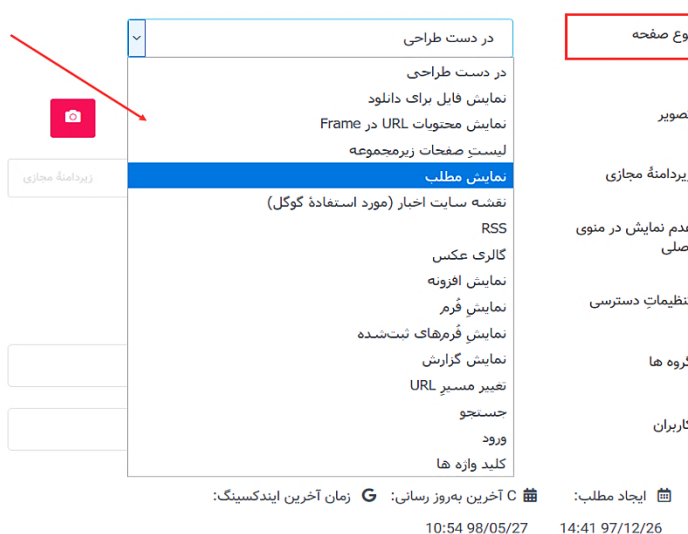 وع صفحه
در دست طراحی
در دست طراحی
نمایش فایل برای دانلود
نمایش محتویات URL در Frame
لیستِ صفحات زیرمجموعه
نمایش مطلب
نقشه سایت اخبار (مورد استفادهٔ گوگل)
RSS
گالری عکس
نمایش افزونه
نمایشِ فُرم
نمایشِ فُرم‌های ثبت‌شده
نمایش گزارش
تغییر مسیرِ URL
جستجو
ورود
کلید واژه ها
تصویر
زیردامنهٔ مجازی
زیردامنهٔ مجازی
عدم نمایش در منوی
اصلی
تنظیماتِ دسترسی
گروه ها
کاربران
ایجاد مطلب:
C آخرین به‌روز رسانی:
G زمان آخرین ایندکسینگ:
14:41 97/12/26
10:54 98/05/27